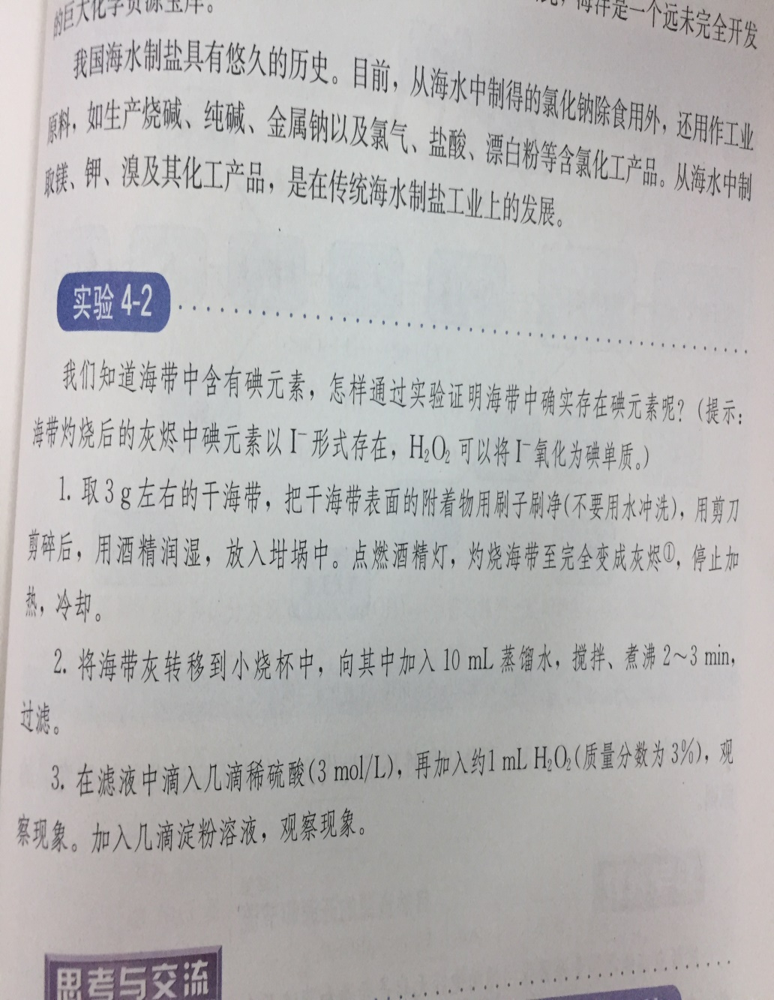 的巨大化学资源宝库。
海洋是一个远未完全开发
我国海水制盐具有悠久的历史。目前，从海水中制得的氯化钠除食用外，还用作工业
原料，如生产烧碱、纯碱、金属钠以及氯气、盐酸、漂白粉等含氯化工产品。从海水中制
取镁、钾、溴及其化工产品，是在传统海水制盐工业上的发展。
实验 4-2
我们知道海带中含有碘元素，怎样通过实验证明海带中确实存在碘元素呢？(提示：
海带灼烧后的灰烬中碘元素以 I⁻ 形式存在，H₂O₂ 可以将 I⁻ 氧化为碘单质。)
1. 取 3 g 左右的干海带，把干海带表面的附着物用刷子刷净(不要用水冲洗)，用剪刀
剪碎后，用酒精润湿，放入坩埚中。点燃酒精灯，灼烧海带至完全变成灰烬①，停止加
热，冷却。
2. 将海带灰转移到小烧杯中，向其中加入 10 mL 蒸馏水，搅拌、煮沸 2～3 min，
过滤。
3. 在滤液中滴入几滴稀硫酸(3 mol/L)，再加入约1 mL H₂O₂(质量分数为 3%)，观
察现象。加入几滴淀粉溶液，观察现象。
思考与交流